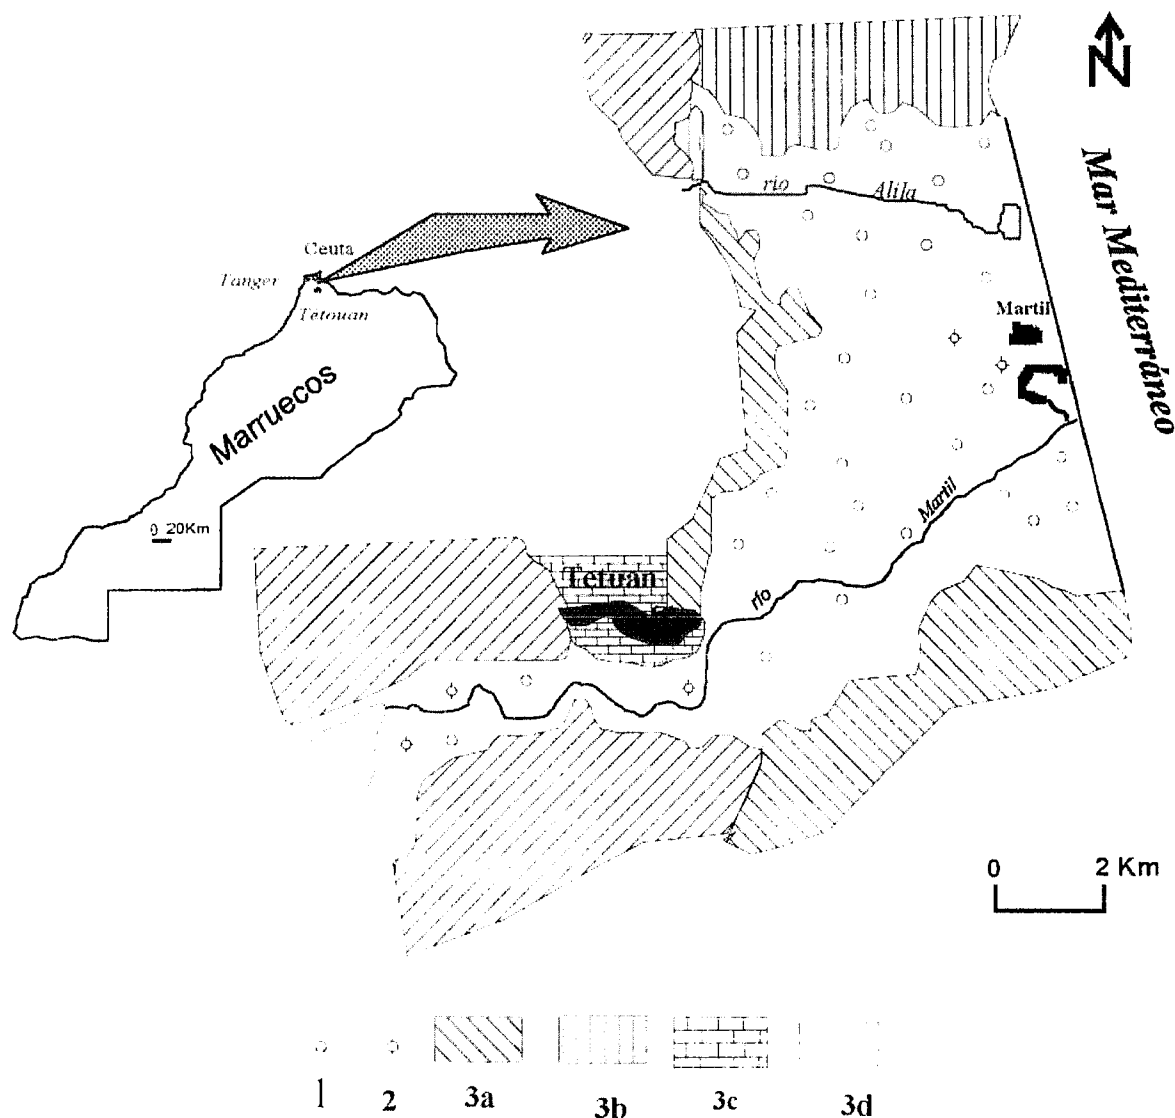 N
Mar Mediterráneo
río Alila
Ceuta
Tanger
Tetouan
Martil
Marruecos
0 20Km
río Martil
Tetuan
0 2 Km
1 2 3a 3b 3c 3d